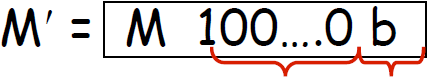 M′ = M 100....0 b